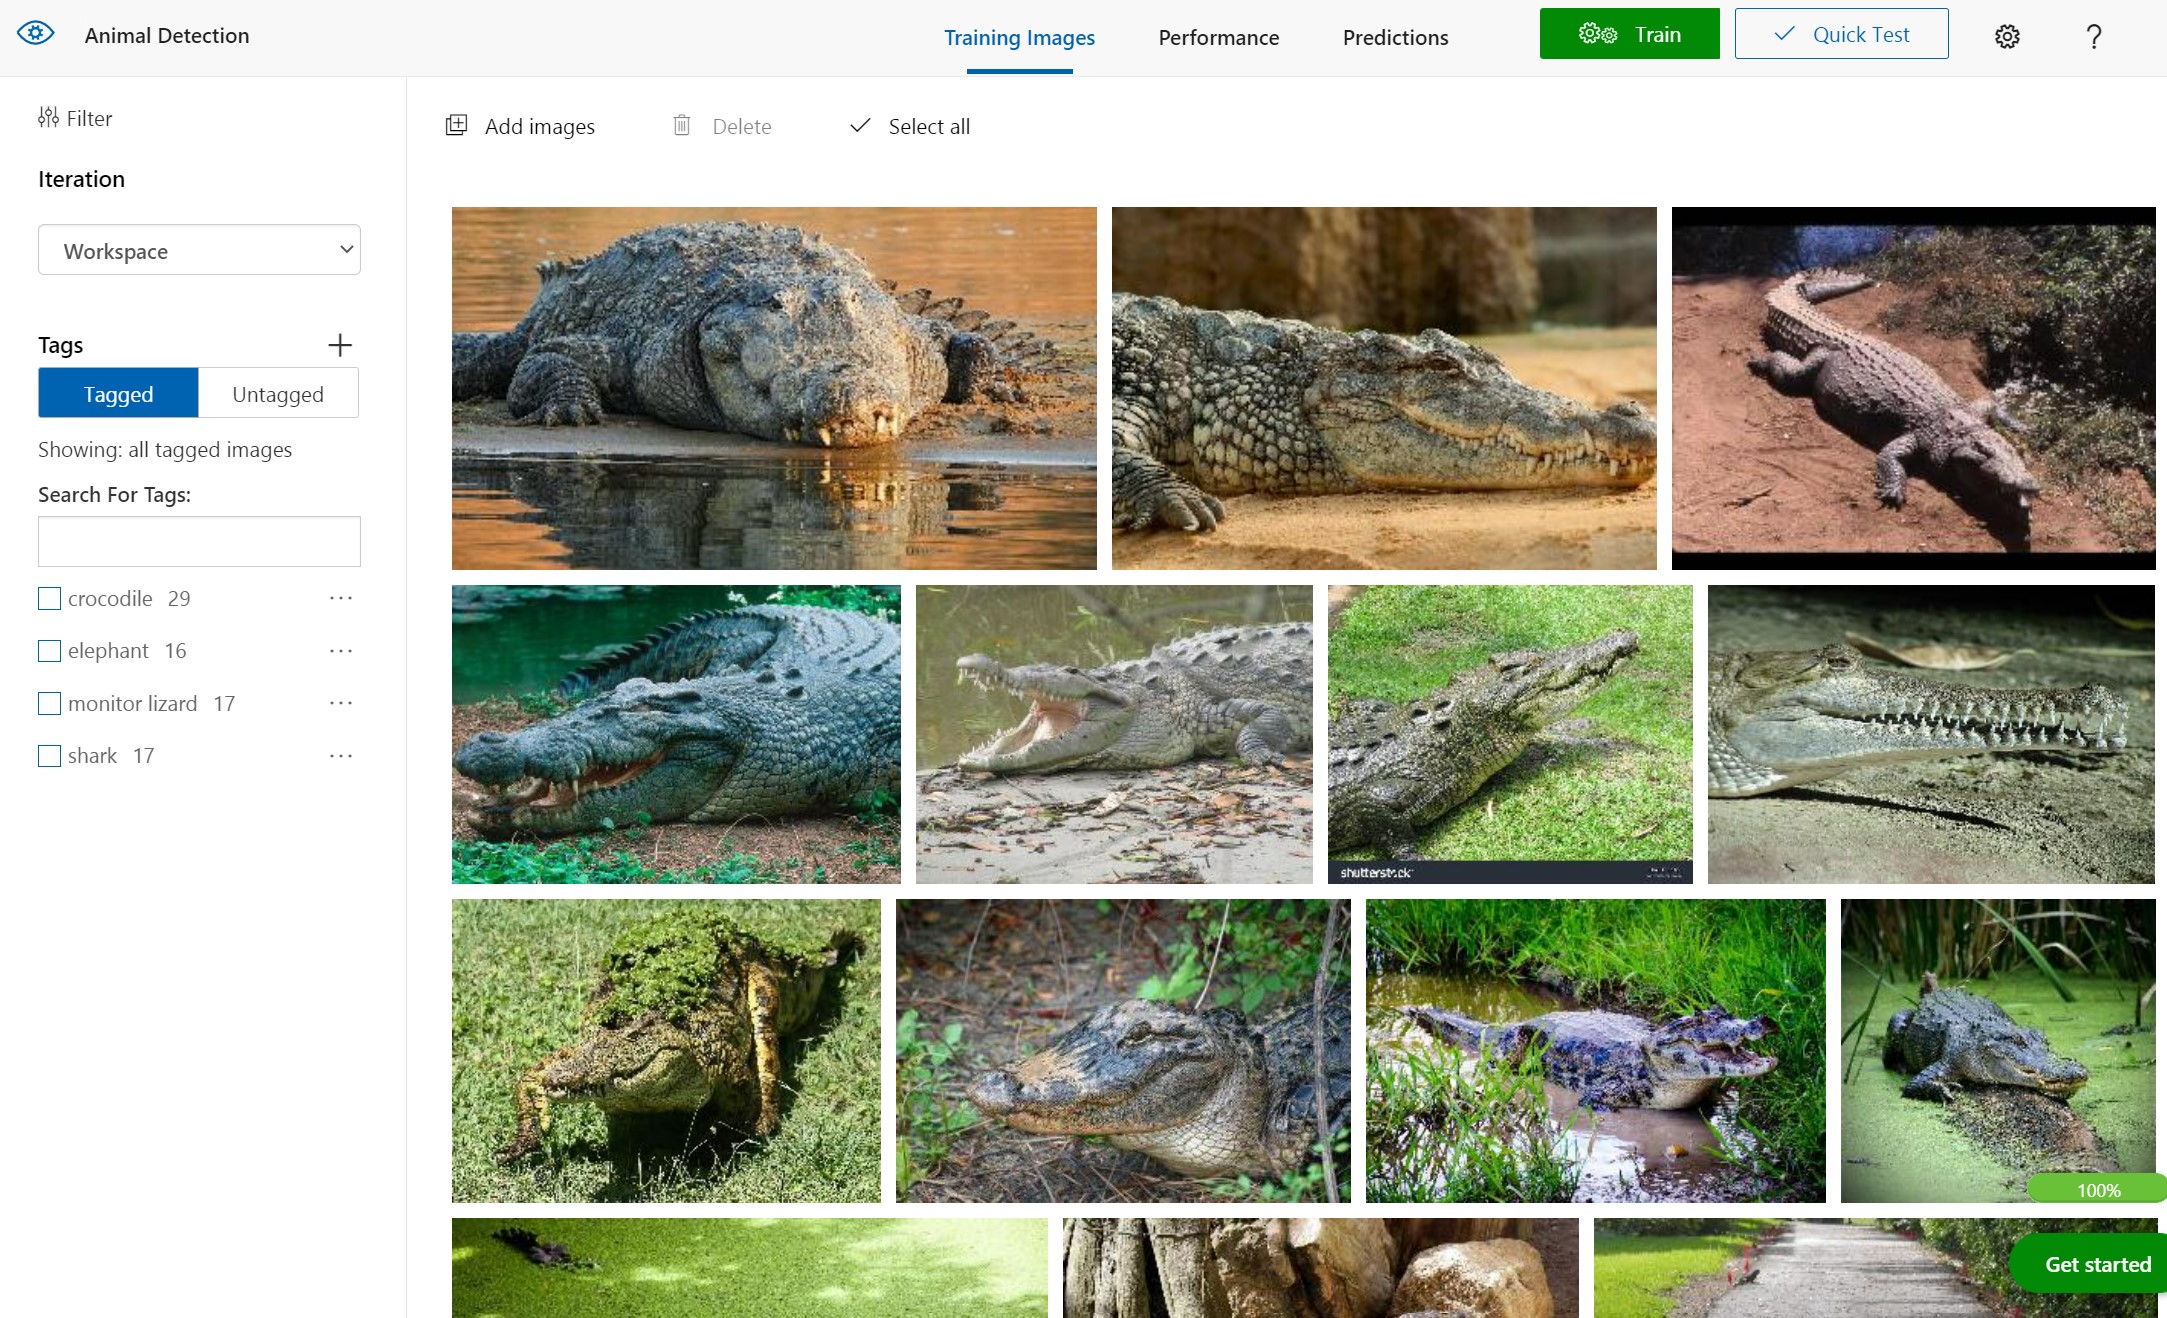 Animal Detection
Training Images
Performance
Predictions
Train
Quick Test
?
Filter
Add images
Delete
Select all
Iteration
Workspace
Tags
Tagged
Untagged
Showing: all tagged images
Search For Tags:
crocodile 29
elephant 16
monitor lizard 17
shark 17
shutterstock
100%
Get started